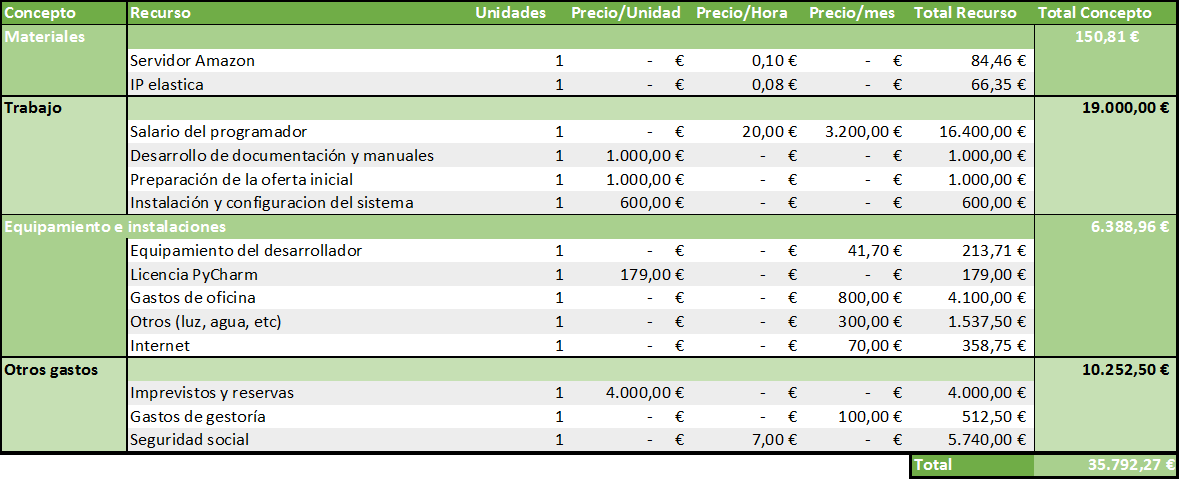 Concepto Recurso Unidades Precio/Unidad Precio/Hora Precio/mes Total Recurso Total Concepto
Materiales 150,81 €
Servidor Amazon 1 - € 0,10 € - € 84,46 €
IP elastica 1 - € 0,08 € - € 66,35 €
Trabajo 19.000,00 €
Salario del programador 1 - € 20,00 € 3.200,00 € 16.400,00 €
Desarrollo de documentación y manuales 1 1.000,00 € - € - € 1.000,00 €
Preparación de la oferta inicial 1 1.000,00 € - € - € 1.000,00 €
Instalación y configuracion del sistema 1 600,00 € - € - € 600,00 €
Equipamiento e instalaciones 6.388,96 €
Equipamiento del desarrollador 1 - € - € 41,70 € 213,71 €
Licencia PyCharm 1 179,00 € - € - € 179,00 €
Gastos de oficina 1 - € - € 800,00 € 4.100,00 €
Otros (luz, agua, etc) 1 - € - € 300,00 € 1.537,50 €
Internet 1 - € - € 70,00 € 358,75 €
Otros gastos 10.252,50 €
Imprevistos y reservas 1 4.000,00 € - € - € 4.000,00 €
Gastos de gestoría 1 - € - € 100,00 € 512,50 €
Seguridad social 1 - € 7,00 € - € 5.740,00 €
Total 35.792,27 €